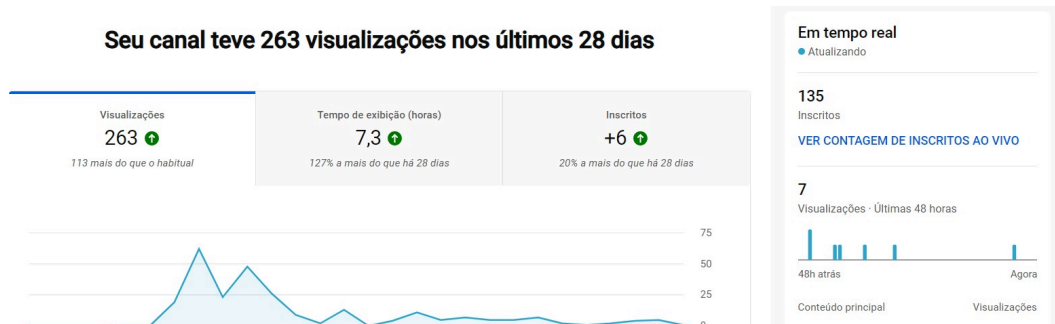 Seu canal teve 263 visualizações nos últimos 28 dias
Visualizações
263
113 mais do que o habitual
Tempo de exibição (horas)
7,3
127% a mais do que há 28 dias
Inscritos
+6
20% a mais do que há 28 dias
75
50
25
0
Em tempo real
Atualizando
135
Inscritos
VER CONTAGEM DE INSCRITOS AO VIVO
7
Visualizações · Últimas 48 horas
48h atrás Agora
Conteúdo principal Visualizações